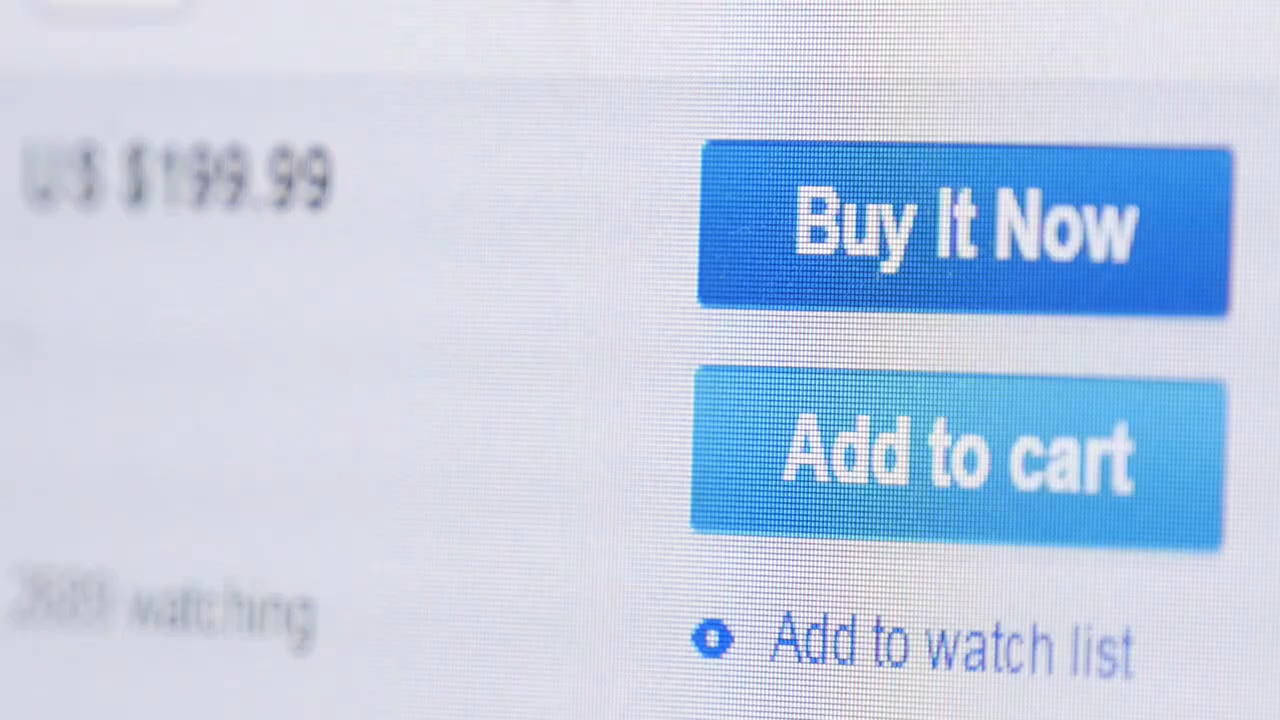 US $199.99
Buy It Now
Add to cart
watching
Add to watch list